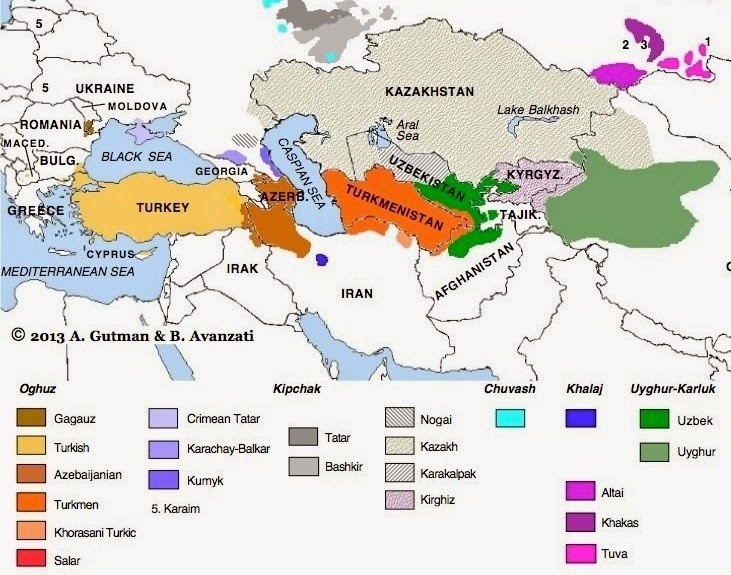 5
2
3
1
5
UKRAINE
KAZAKHSTAN
MOLDOVA
Lake Balkhash
ROMANIA
Aral
Sea
MACED.
BULG.
BLACK SEA
CASPIAN SEA
UZBEKISTAN
KYRGYZ.
GEORGIA
AZERB.
TURKMENISTAN
GREECE
TURKEY
TAJIK.
CYPRUS
MEDITERRANEAN SEA
IRAK
IRAN
AFGHANISTAN
© 2013 A. Gutman & B. Avanzati
Oghuz
Kipchak
Chuvash
Khalaj
Uyghur-Karluk
Gagauz
Turkish
Azebaijanian
Turkmen
Khorasani Turkic
Salar
Crimean Tatar
Karachay-Balkar
Kumyk
5. Karaim
Tatar
Bashkir
Nogai
Kazakh
Karakalpak
Kirghiz
Uzbek
Uyghur
Altai
Khakas
Tuva